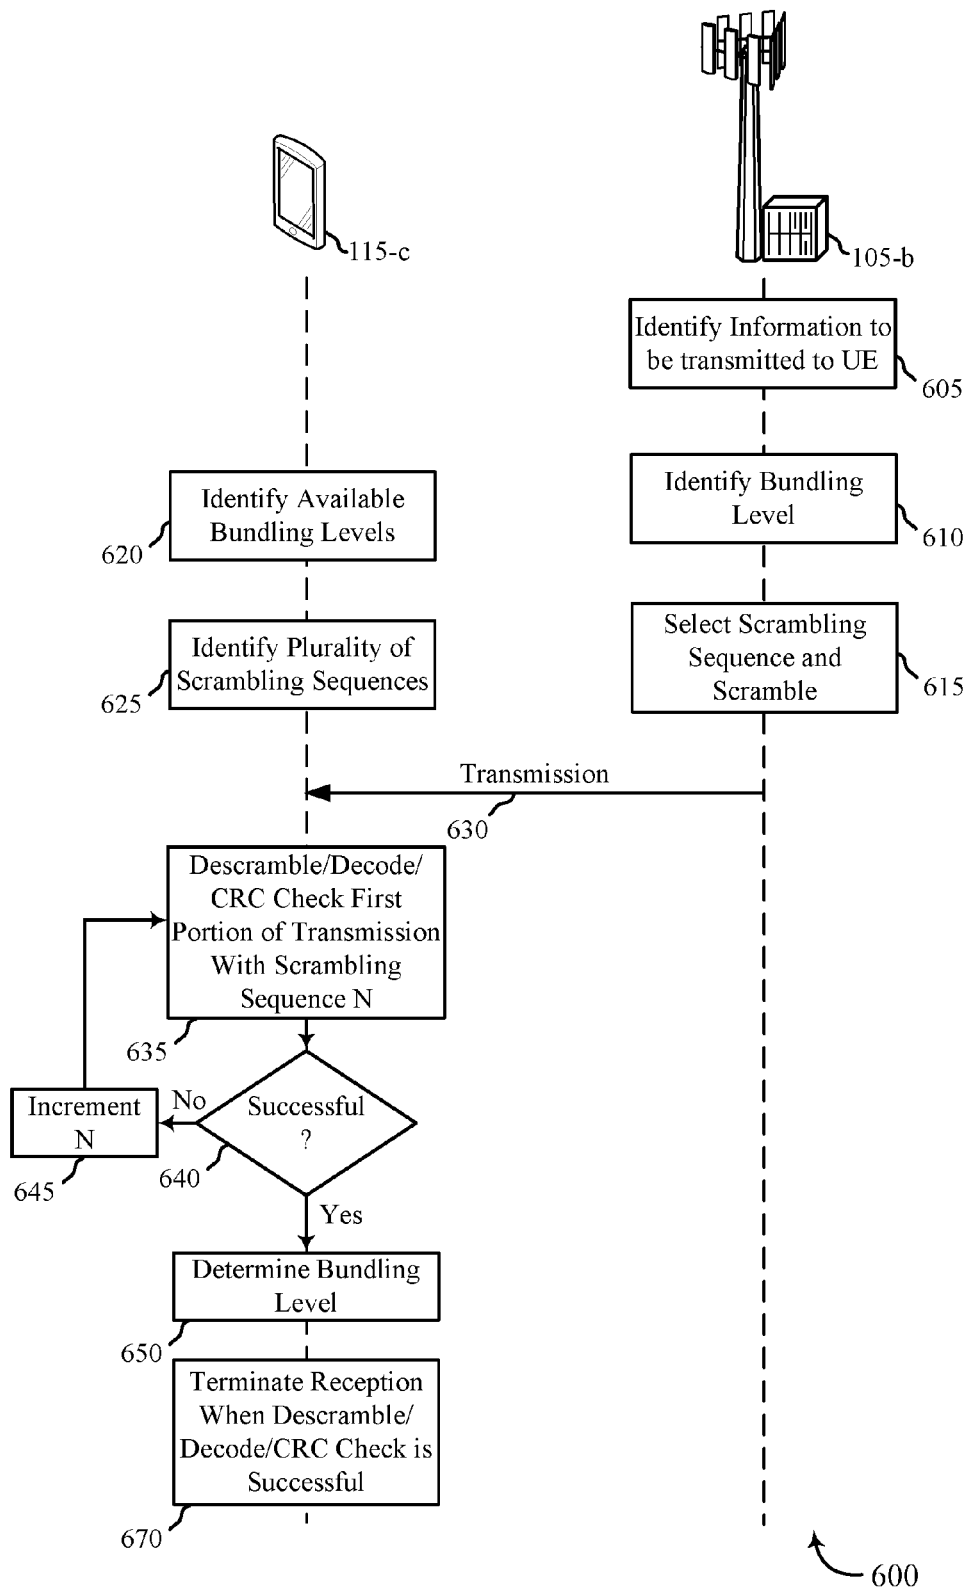 115-c
105-b
Identify Information to
be transmitted to UE
605
Identify Available
Bundling Levels
620
Identify Bundling
Level
610
Identify Plurality of
Scrambling Sequences
625
Select Scrambling
Sequence and
Scramble
615
Transmission
630
Descramble/Decode/
CRC Check First
Portion of Transmission
With Scrambling
Sequence N
635
Successful
?
640
No
Increment
N
645
Yes
Determine Bundling
Level
650
Terminate Reception
When Descramble/
Decode/CRC Check is
Successful
670
600